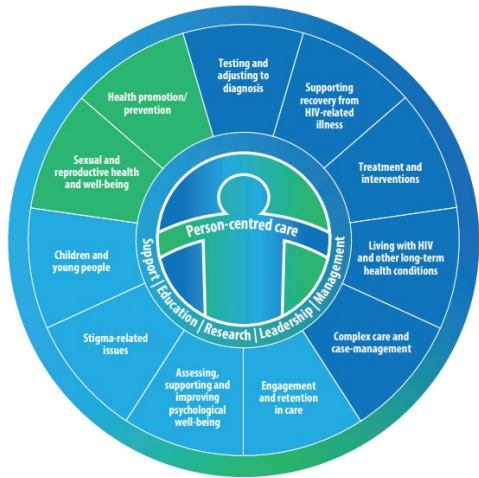 Testing and
adjusting to
diagnosis
Supporting
recovery from
HIV-related
illness
Treatment and
interventions
Living with HIV
and other long-term
health conditions
Complex care and
case-management
Engagement
and retention
in care
Assessing,
supporting and
improving
psychological
well-being
Stigma-related
issues
Children and
young people
Sexual and
reproductive health
and well-being
Health promotion/
prevention
Person-centred care
Support | Education | Research | Leadership | Management